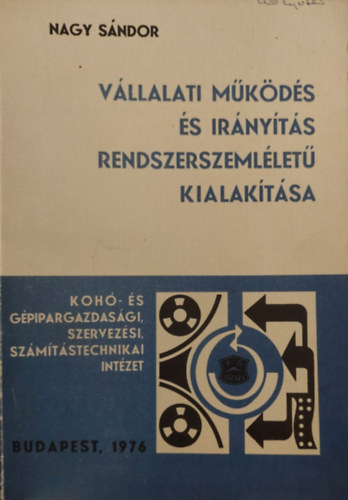 NAGY SÁNDOR
VÁLLALATI MŰKÖDÉS
ÉS IRÁNYÍTÁS
RENDSZERSZEMLÉLETŰ
KIALAKÍTÁSA
KOHÓ- ÉS
GÉPIPARGAZDASÁGI,
SZERVEZÉSI,
SZÁMÍTÁSTECHNIKAI
INTÉZET
BUDAPEST, 1976